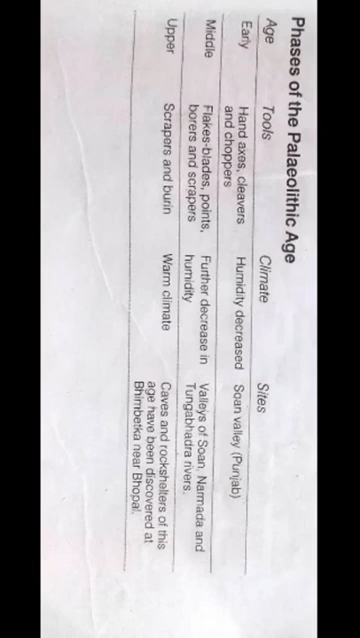 Phases of the Palaeolithic Age
Age Tools Climate Sites
Early Hand axes, cleavers Humidity decreased Soan valley (Punjab)
and choppers
Middle Flakes-blades, points, Further decrease in Valleys of Soan, Narmada and
borers and scrapers humidity Tungabhadra rivers.
Upper Scrapers and burin Warm climate Caves and rockshelters of this
age have been discovered at
Bhimbetka near Bhopal.